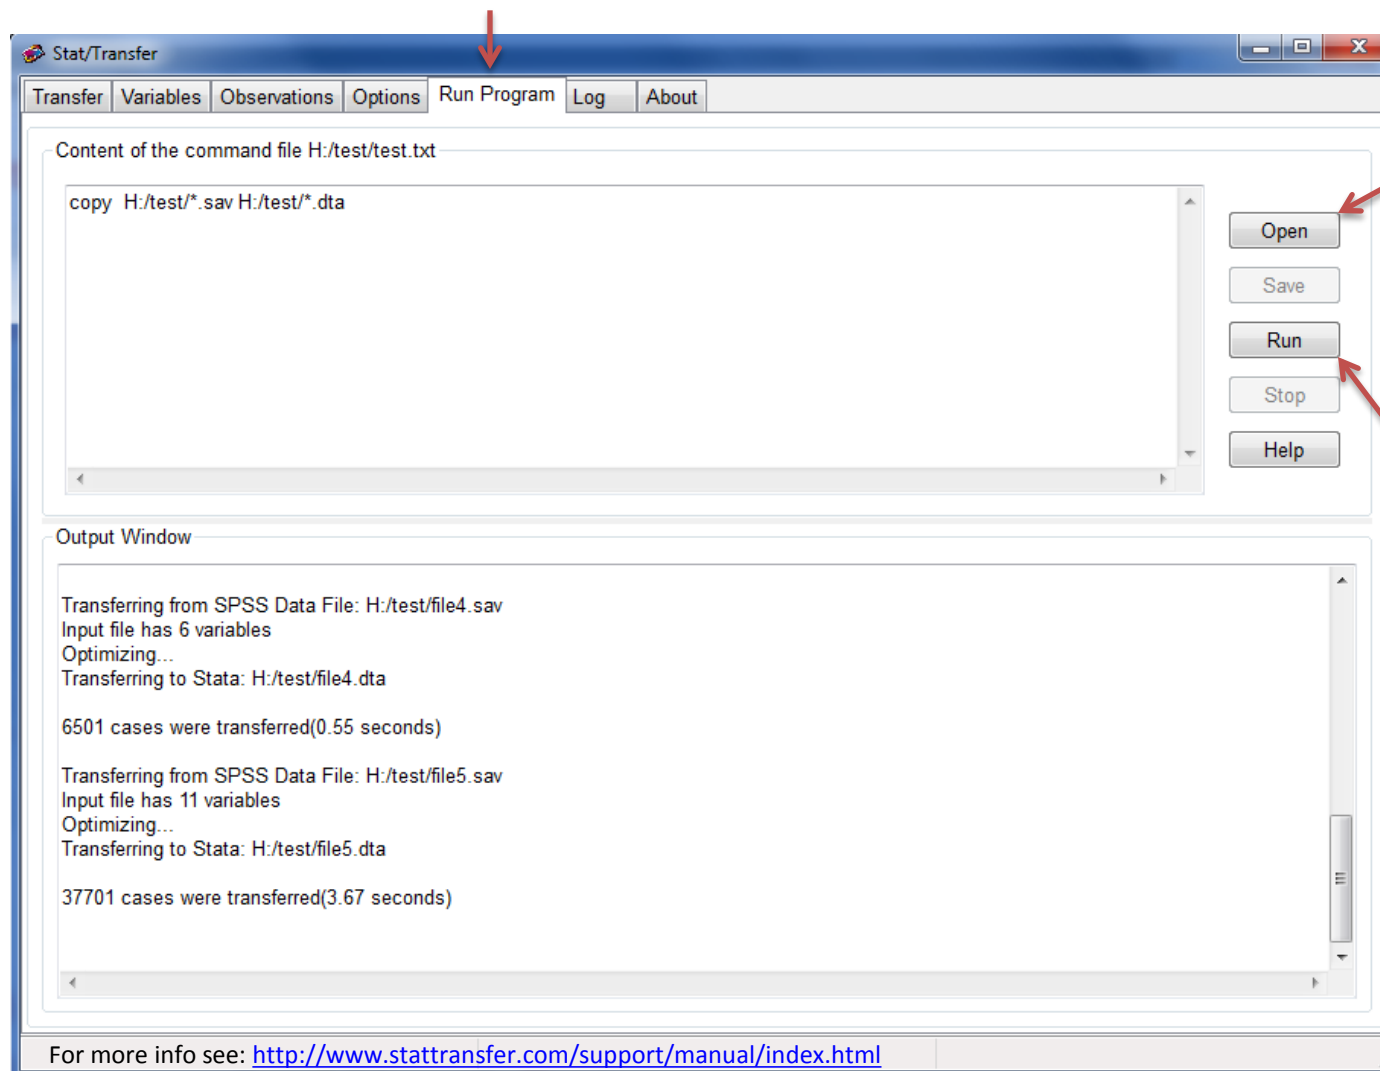 Stat/Transfer
Transfer Variables Observations Options Run Program Log About
Content of the command file H:/test/test.txt
copy  H:/test/*.sav H:/test/*.dta
Open
Save
Run
Stop
Help
Output Window
Transferring from SPSS Data File: H:/test/file4.sav
Input file has 6 variables
Optimizing...
Transferring to Stata: H:/test/file4.dta
6501 cases were transferred(0.55 seconds)
Transferring from SPSS Data File: H:/test/file5.sav
Input file has 11 variables
Optimizing...
Transferring to Stata: H:/test/file5.dta
37701 cases were transferred(3.67 seconds)
For more info see: http://www.stattransfer.com/support/manual/index.html